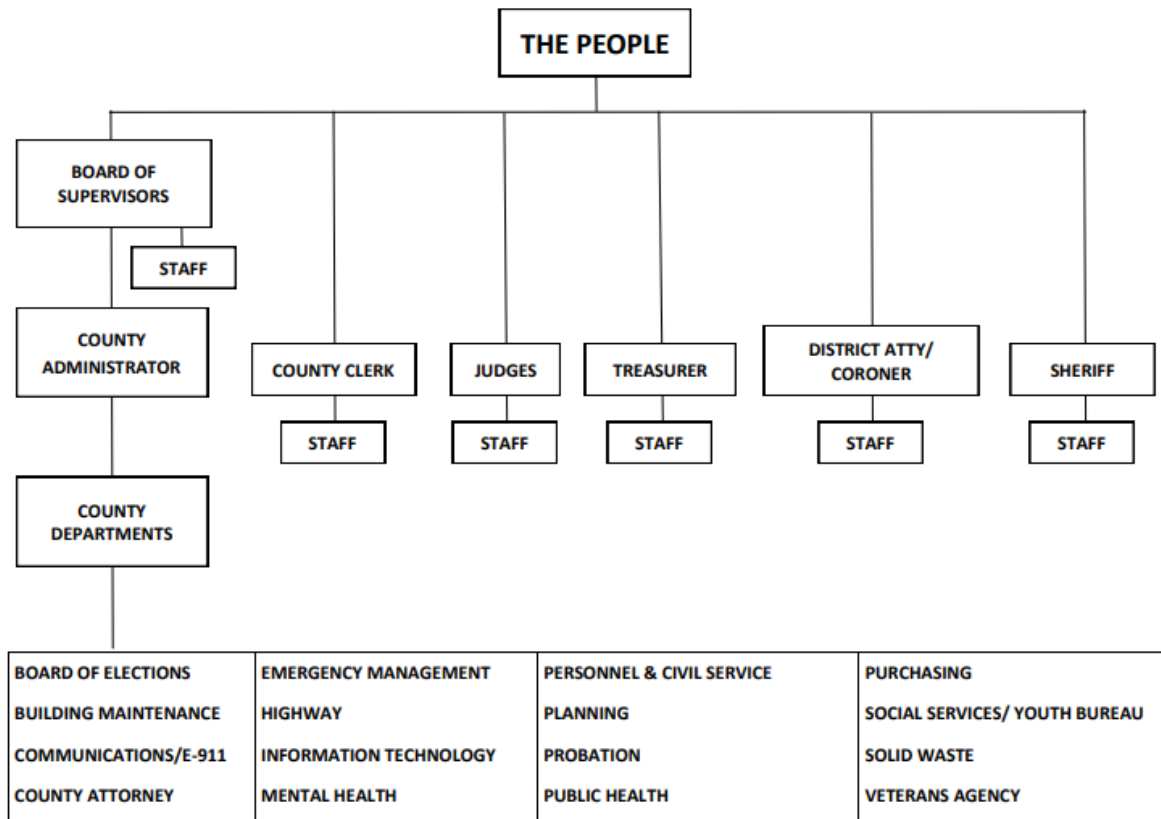 THE PEOPLE
BOARD OF
SUPERVISORS
STAFF
COUNTY
ADMINISTRATOR
COUNTY CLERK
JUDGES
TREASURER
DISTRICT ATTY/
CORONER
SHERIFF
STAFF
STAFF
STAFF
STAFF
STAFF
COUNTY
DEPARTMENTS
BOARD OF ELECTIONS
BUILDING MAINTENANCE
COMMUNICATIONS/E-911
COUNTY ATTORNEY
EMERGENCY MANAGEMENT
HIGHWAY
INFORMATION TECHNOLOGY
MENTAL HEALTH
PERSONNEL & CIVIL SERVICE
PLANNING
PROBATION
PUBLIC HEALTH
PURCHASING
SOCIAL SERVICES/ YOUTH BUREAU
SOLID WASTE
VETERANS AGENCY